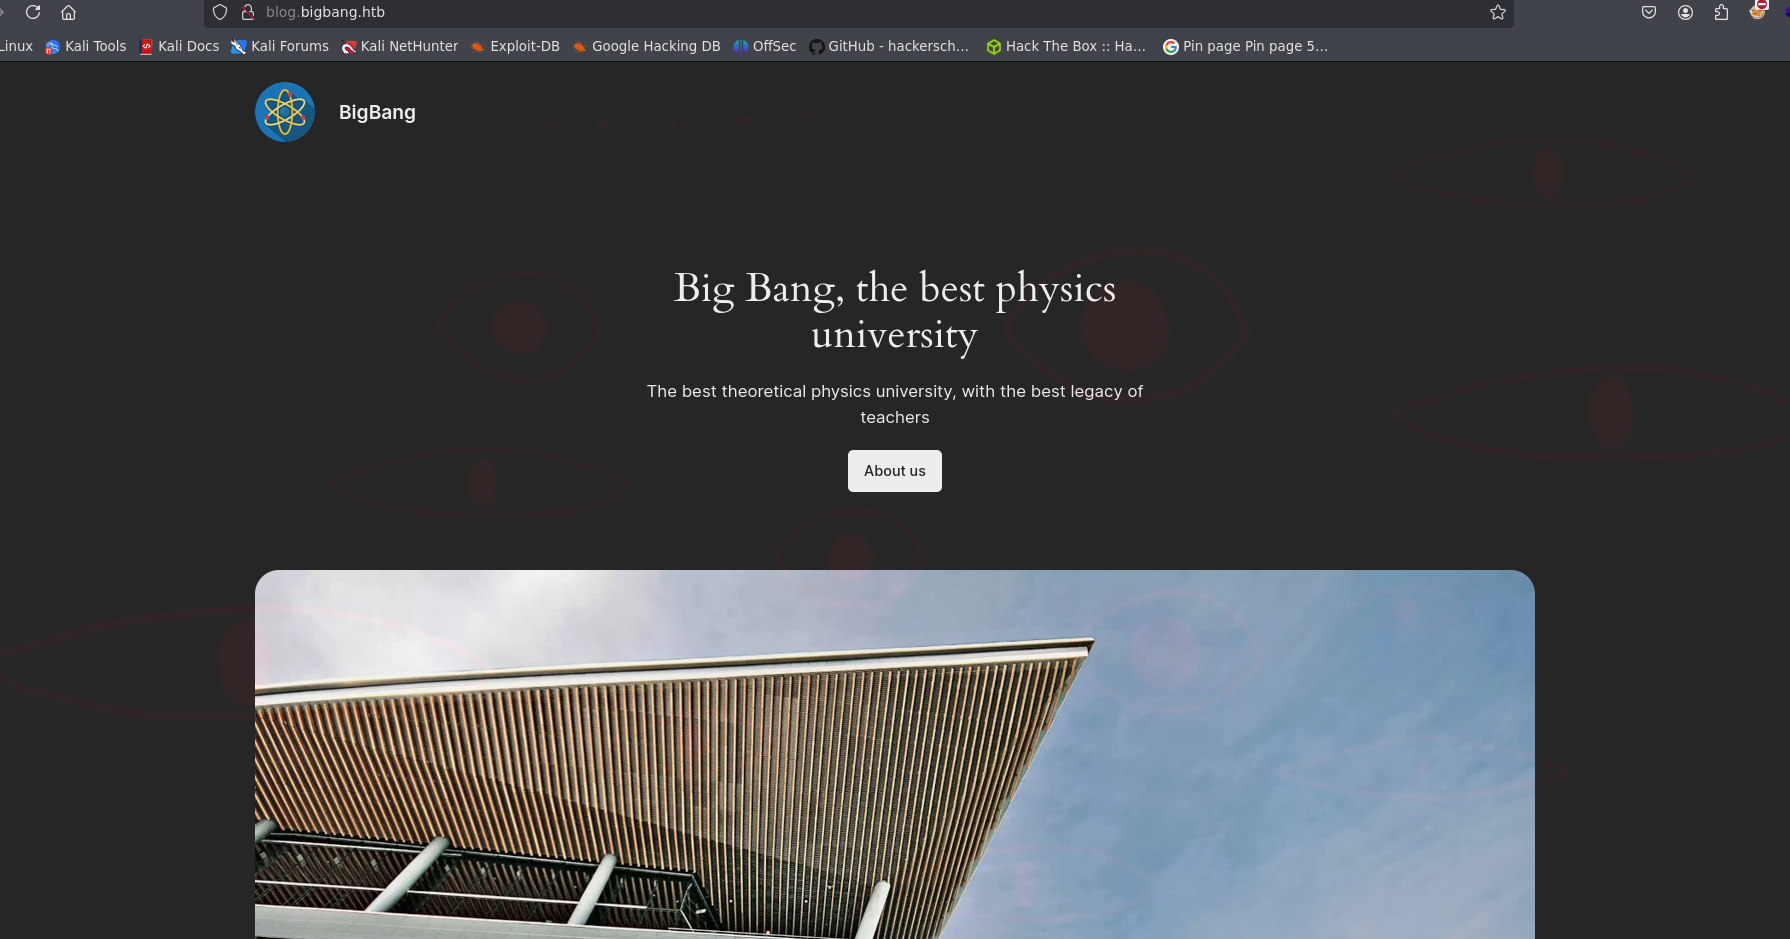 blog.bigbang.htb
Linux Kali Tools Kali Docs Kali Forums Kali NetHunter Exploit-DB Google Hacking DB OffSec GitHub - hackersch… Hack The Box :: Ha… Pin page Pin page 5…
BigBang
Big Bang, the best physics
university
The best theoretical physics university, with the best legacy of
teachers
About us